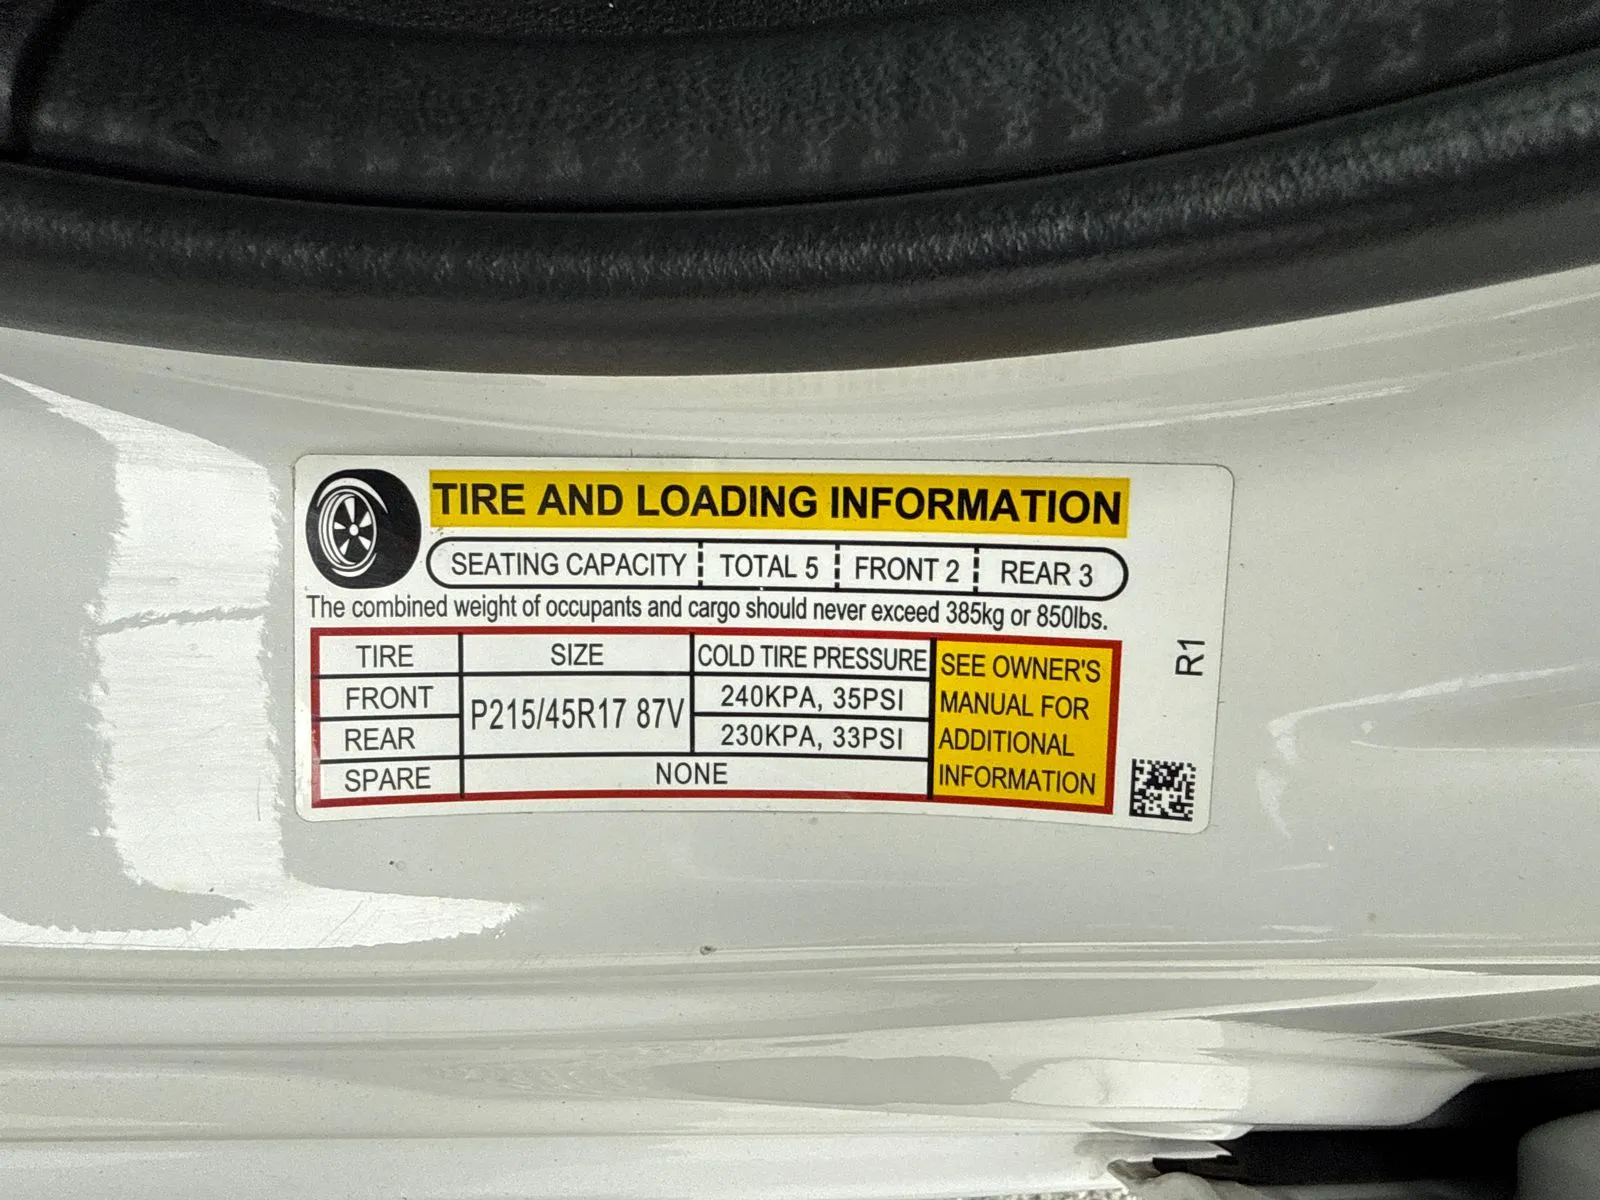 TIRE AND LOADING INFORMATION
SEATING CAPACITY TOTAL 5 FRONT 2 REAR 3
The combined weight of occupants and cargo should never exceed 385kg or 850lbs.
TIRE SIZE COLD TIRE PRESSURE
FRONT P215/45R17 87V 240KPA, 35PSI
REAR 230KPA, 33PSI
SPARE NONE
SEE OWNER'S
MANUAL FOR
ADDITIONAL
INFORMATION
R1